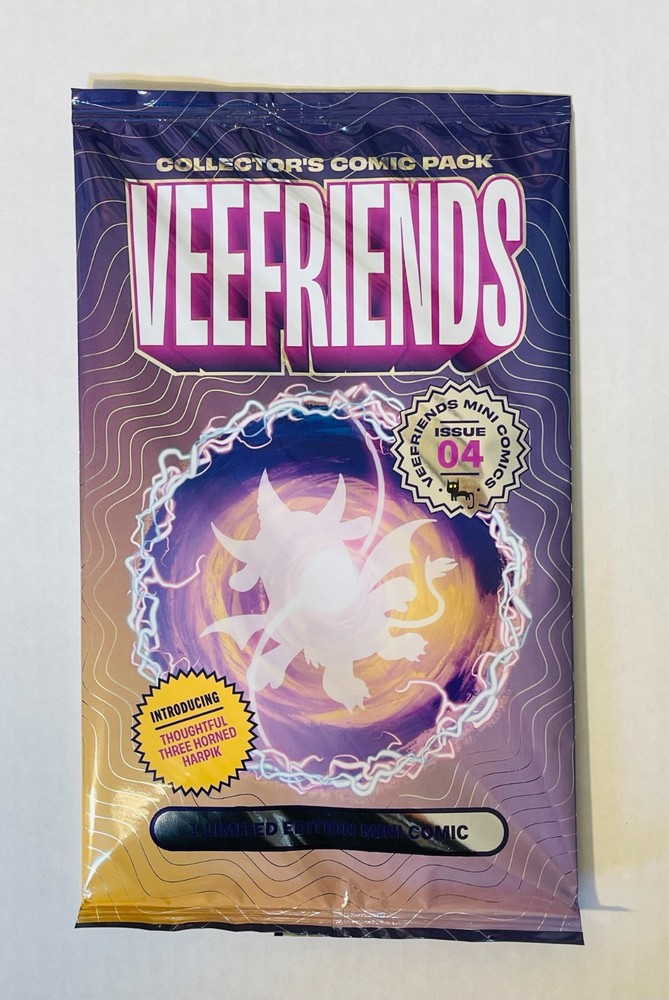 COLLECTOR'S COMIC PACK
VEEFRIENDS
VEEFRIENDS MINI COMICS
ISSUE
04
INTRODUCING
THOUGHTFUL
THREE HORNED
HARPIK
1 LIMITED EDITION MINI COMIC